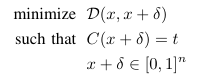 minimize 𝒟(x, x + δ)
such that C(x + δ) = t
x + δ ∈ [0, 1]ⁿ